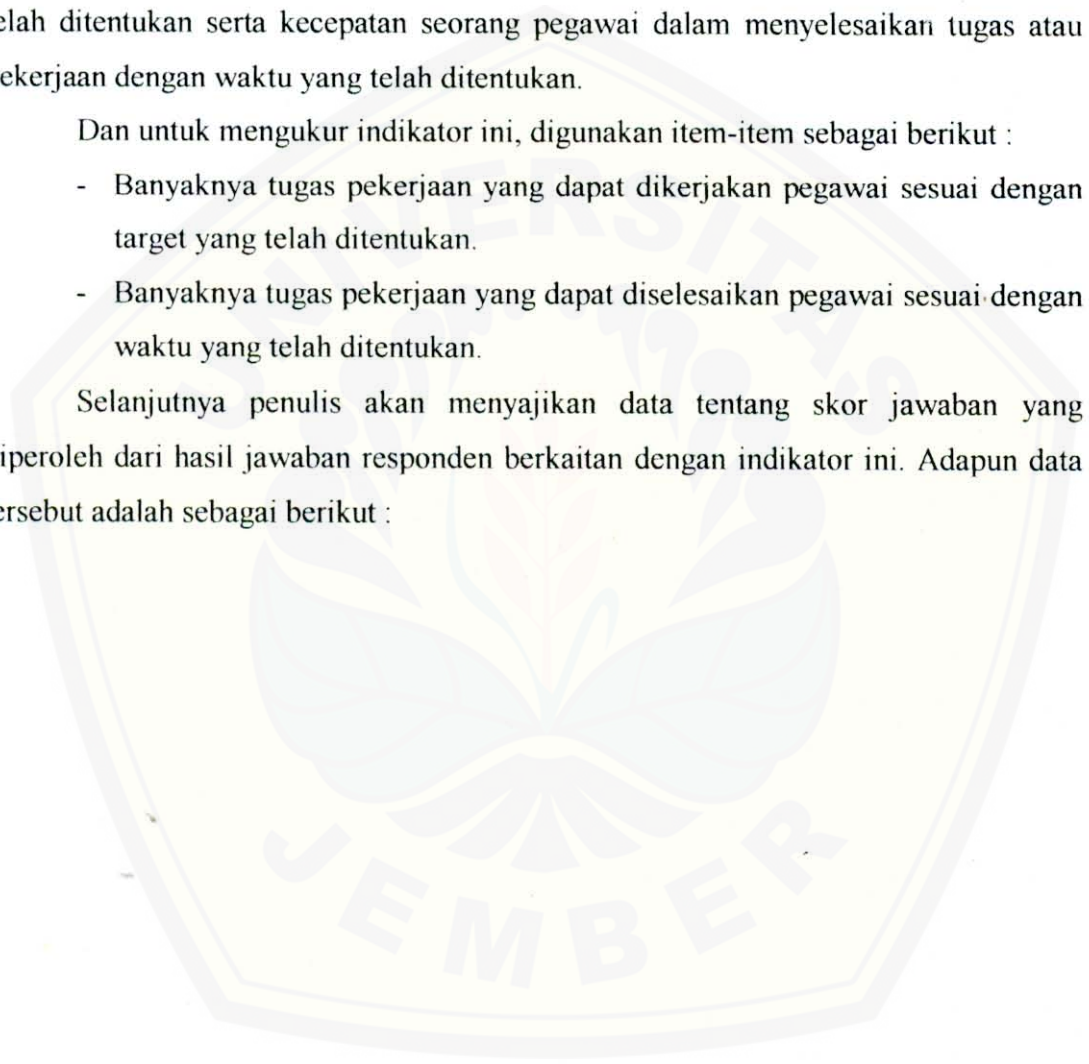 elah ditentukan serta kecepatan seorang pegawai dalam menyelesaikan tugas atau
ekerjaan dengan waktu yang telah ditentukan.
Dan untuk mengukur indikator ini, digunakan item-item sebagai berikut :
- Banyaknya tugas pekerjaan yang dapat dikerjakan pegawai sesuai dengan
target yang telah ditentukan.
- Banyaknya tugas pekerjaan yang dapat diselesaikan pegawai sesuai dengan
waktu yang telah ditentukan.
Selanjutnya penulis akan menyajikan data tentang skor jawaban yang
iperoleh dari hasil jawaban responden berkaitan dengan indikator ini. Adapun data
ersebut adalah sebagai berikut :
UNIVERSITAS
JEMBER